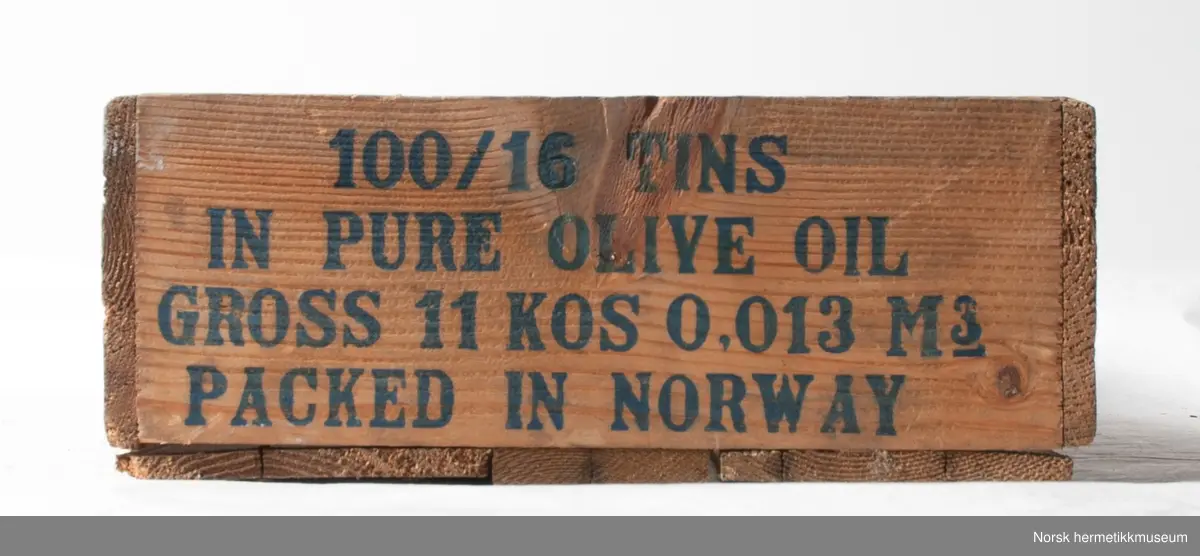 100/16 TINS
IN PURE OLIVE OIL
GROSS 11 KOS 0,013 M3
PACKED IN NORWAY
Norsk hermetikkmuseum